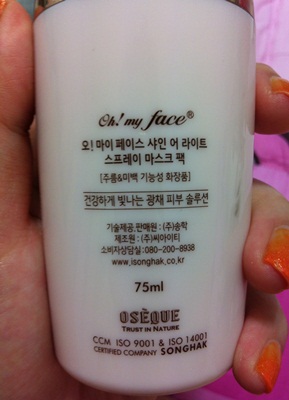 Oh! my face®
오! 마이 페이스 샤인 어 라이트
스프레이 마스크 팩
[주름&미백 기능성 화장품]
건강하게 빛나는 광채 피부 솔루션
기술제공,판매원 : (주)송학
제조원 : (주)씨아이티
소비자상담실:080-200-8938
www.isonghak.co.kr
75ml
OSÈQUE
TRUST IN NATURE
CCM ISO 9001 & ISO 14001
CERTIFIED COMPANY SONGHAK